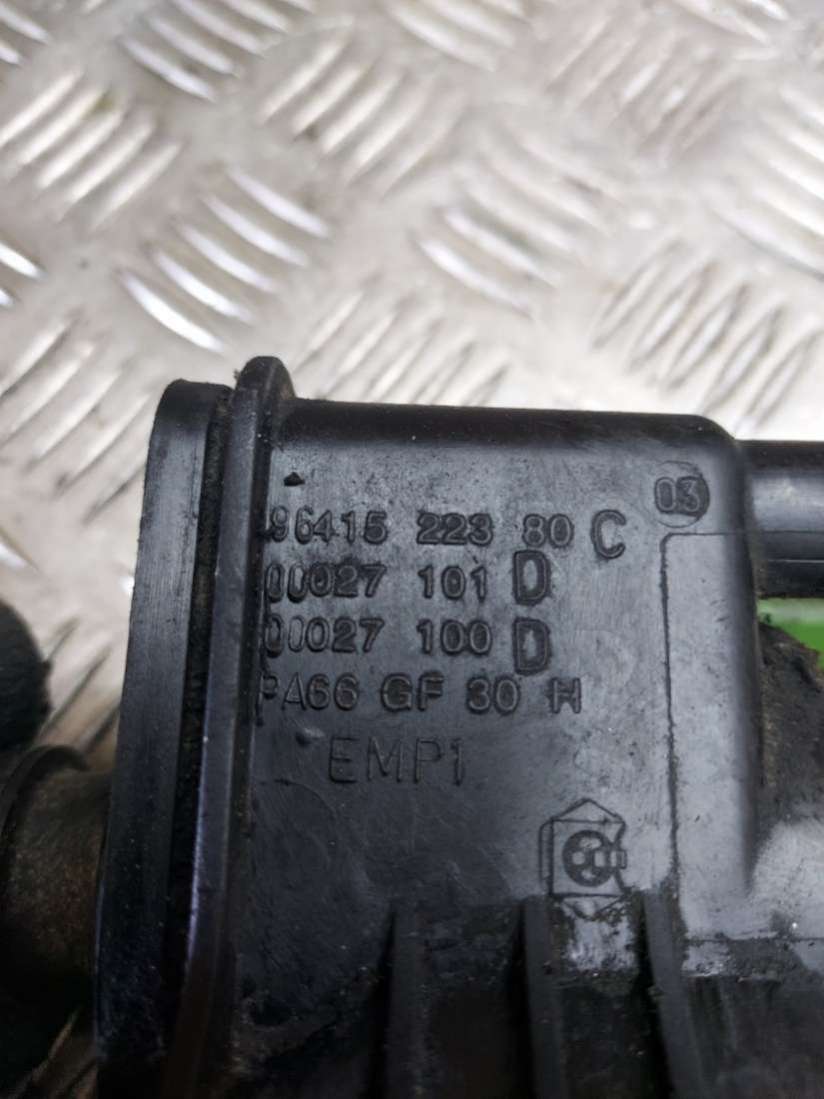 03
96415 223 80 C
00027 101 D
00027 100 D
PA66 GF 30 H
EMP1